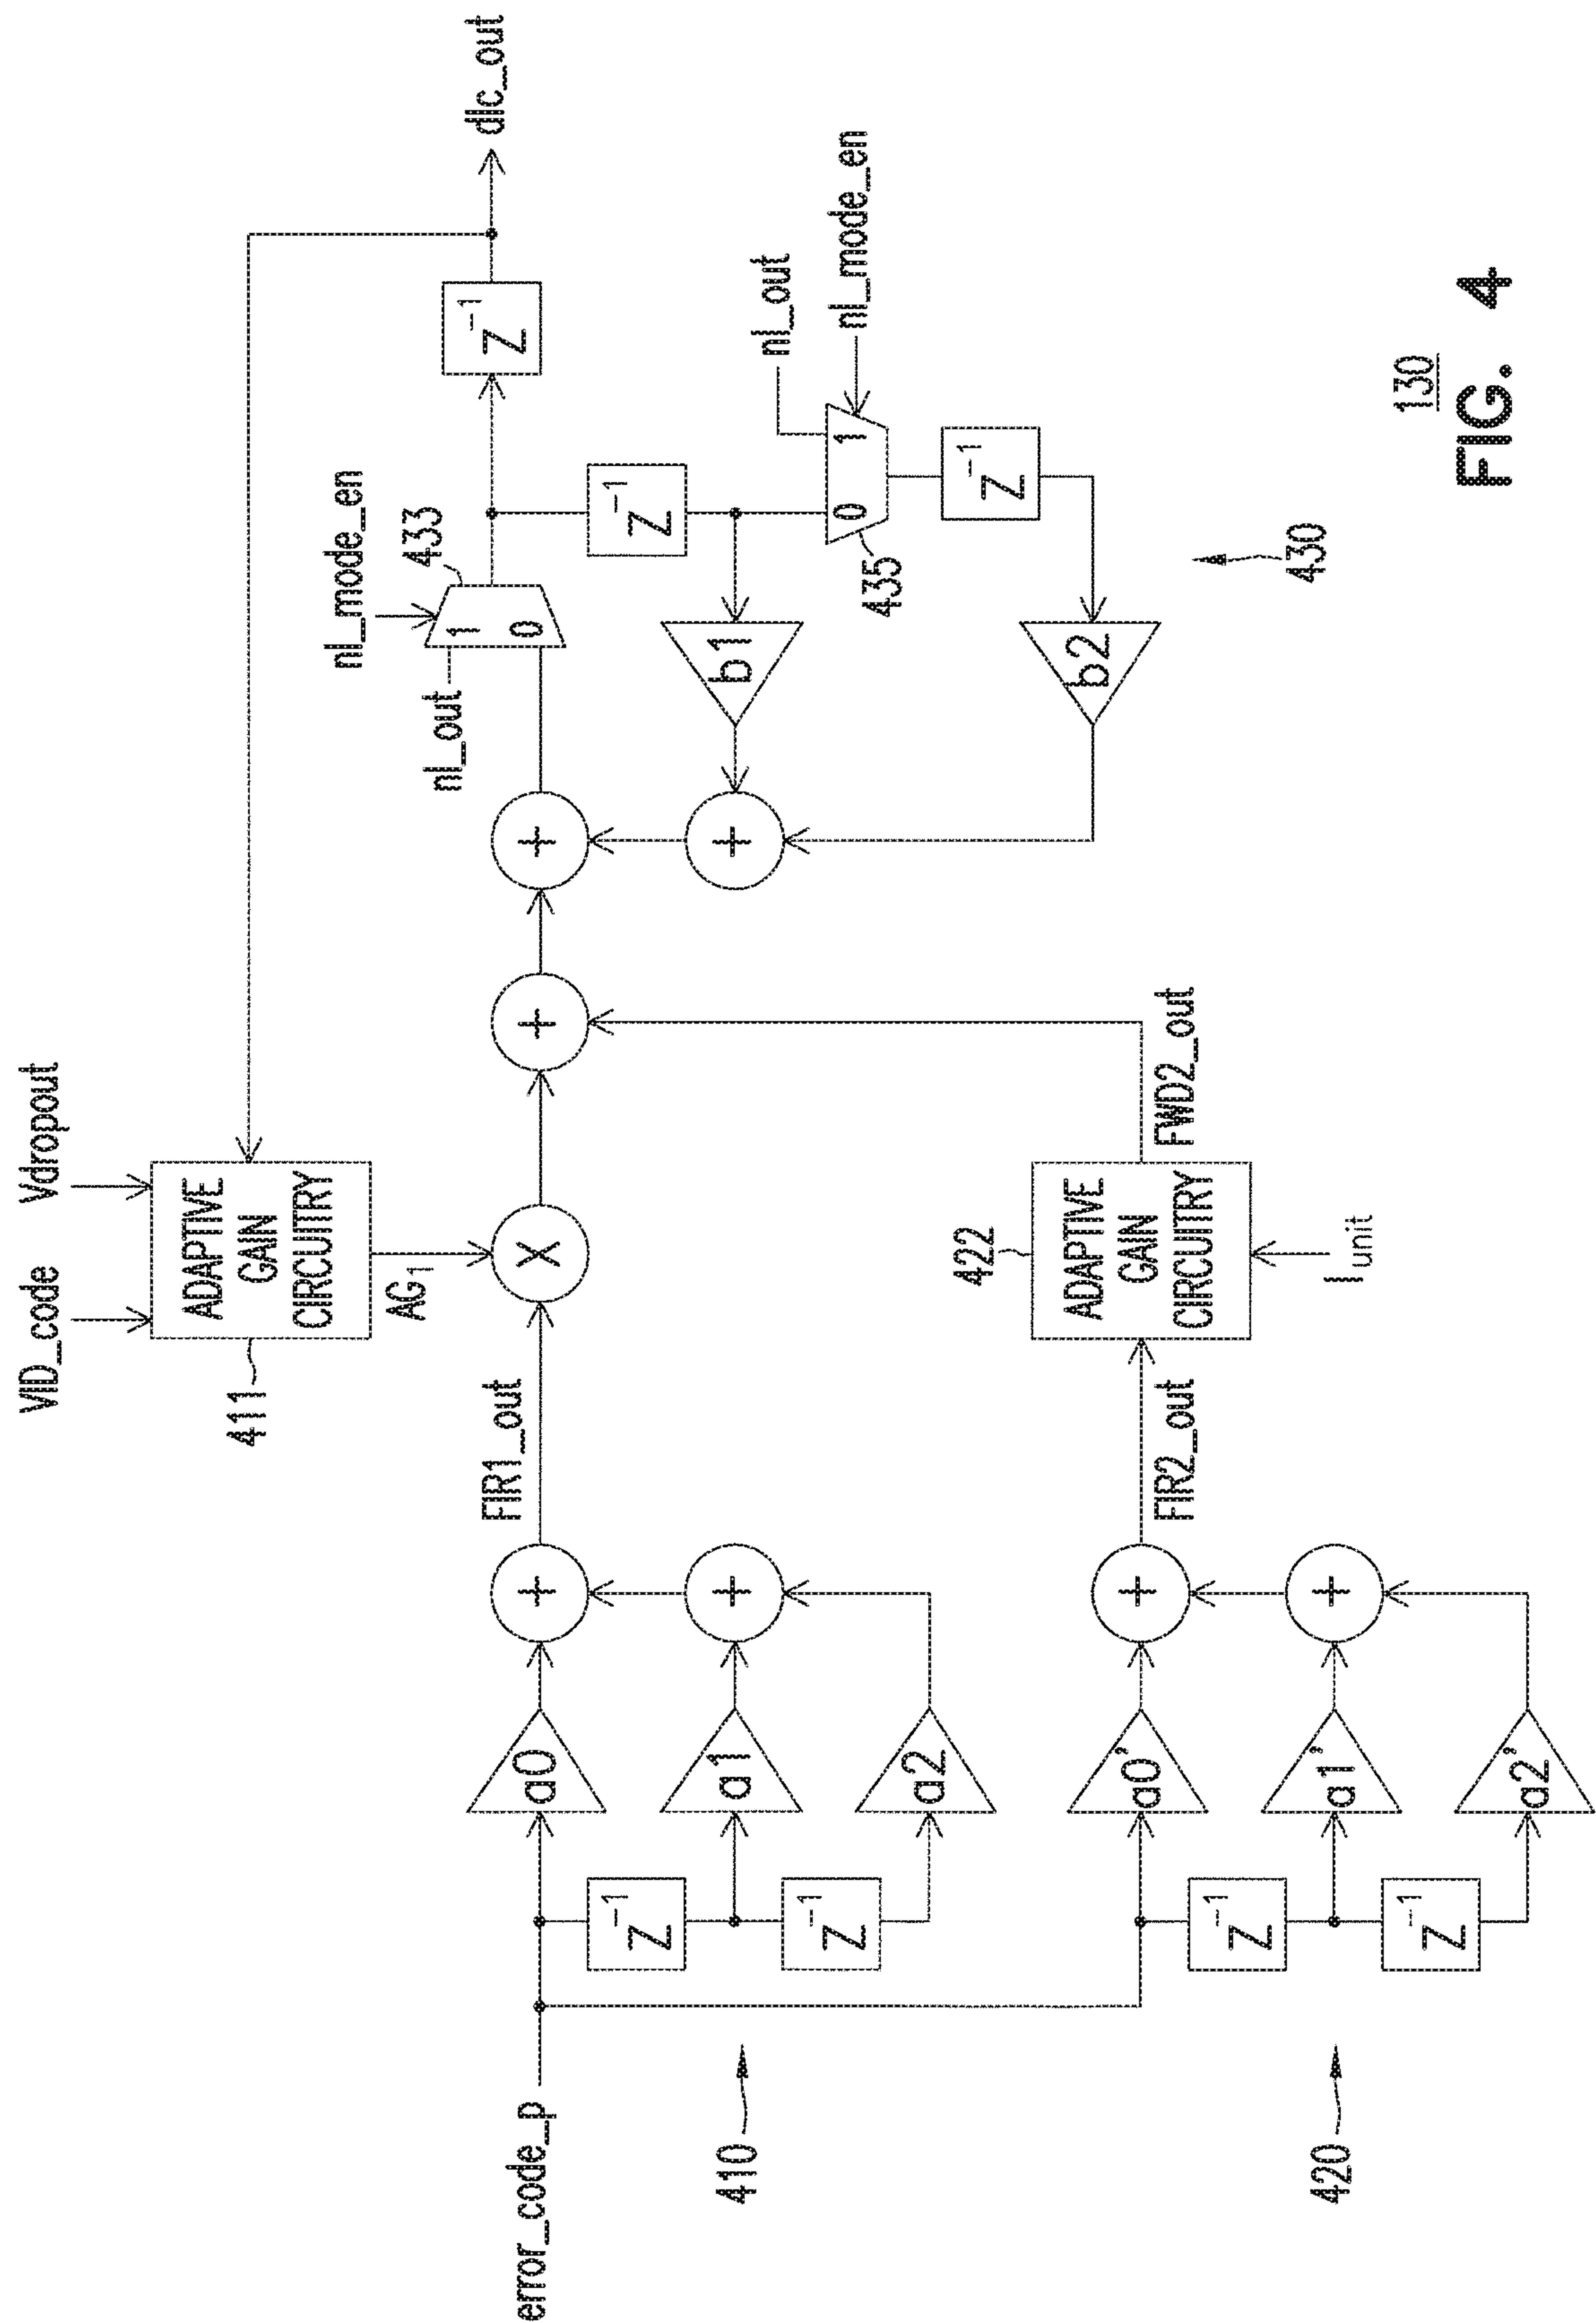 VID_code
Vdropout
411
ADAPTIVE
GAIN
CIRCUITRY
AG1
nl_mode_en
433
nl_out
1
0
Z-1
dlc_out
error_code_p
a0
FIR1_out
X
+
+
+
Z-1
a1
+
+
b1
Z-1
nl_out
nl_mode_en
410
Z-1
a2
435
0
1
Z-1
b2
430
422
ADAPTIVE
GAIN
CIRCUITRY
Iunit
a0'
+
FIR2_out
FWD2_out
420
Z-1
a1'
+
Z-1
a2'
130
FIG. 4